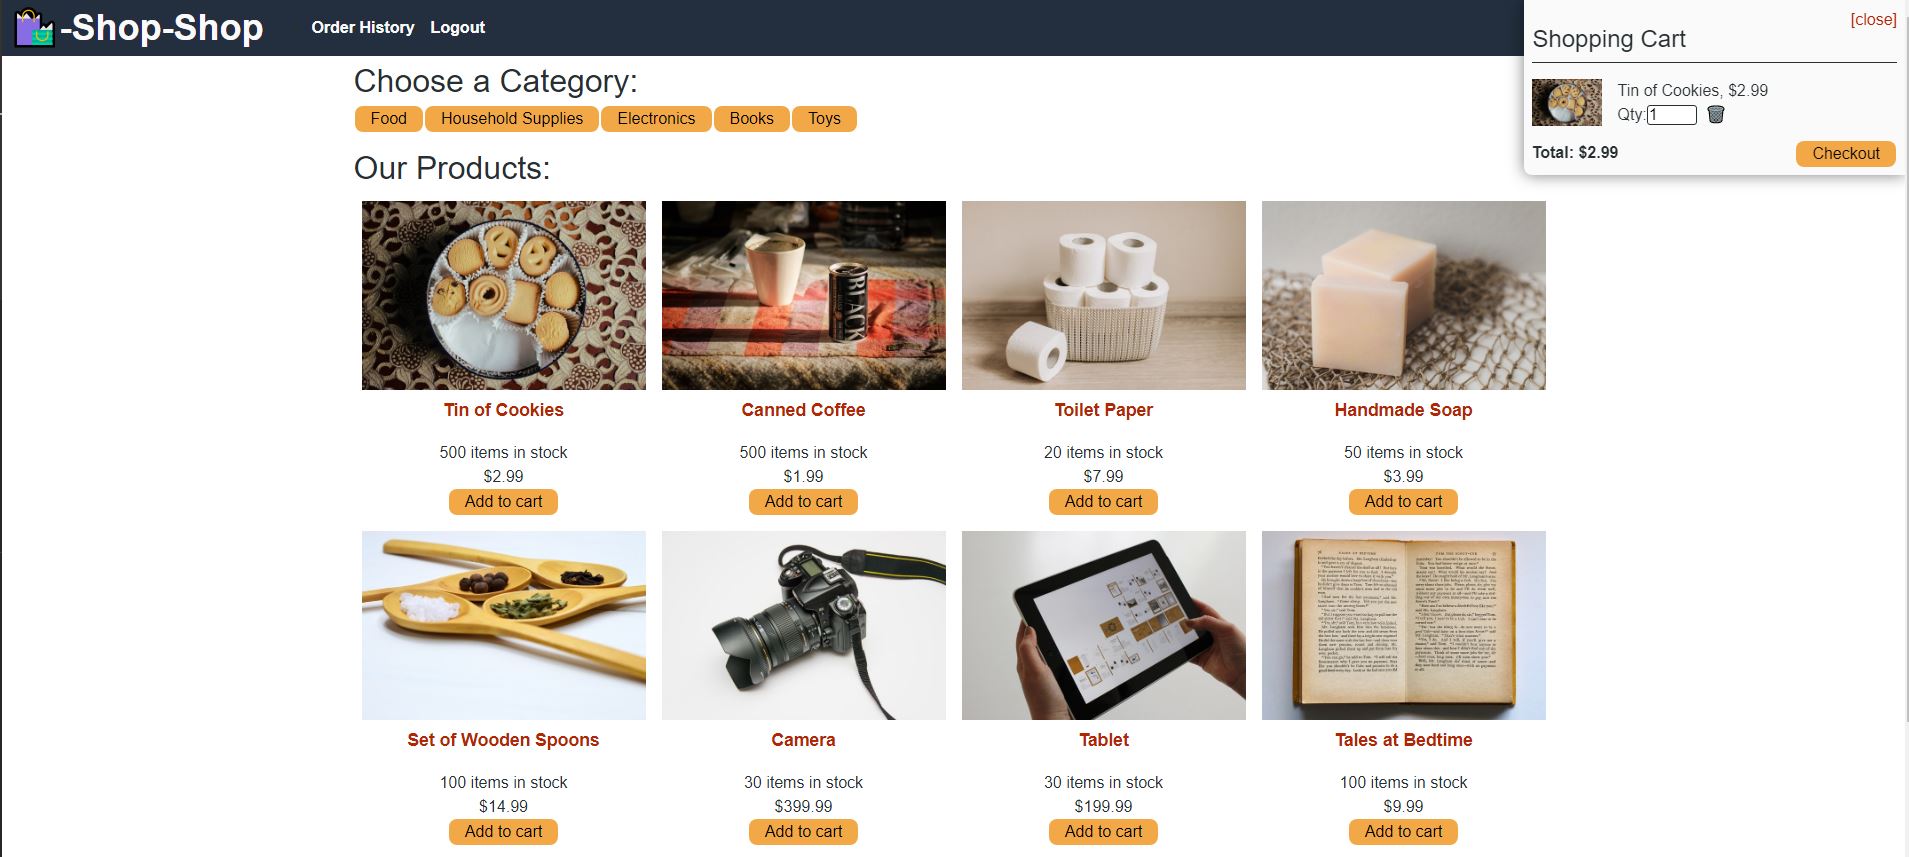 -Shop-Shop
Order History
Logout
[close]
Shopping Cart
Tin of Cookies, $2.99
Qty:1
Total: $2.99
Checkout
Choose a Category:
Food
Household Supplies
Electronics
Books
Toys
Our Products:
BLACK
Tin of Cookies
Canned Coffee
Toilet Paper
Handmade Soap
500 items in stock
500 items in stock
20 items in stock
50 items in stock
$2.99
$1.99
$7.99
$3.99
Add to cart
Add to cart
Add to cart
Add to cart
TALES AT BEDTIME
Set of Wooden Spoons
Camera
Tablet
Tales at Bedtime
100 items in stock
30 items in stock
30 items in stock
100 items in stock
$14.99
$399.99
$199.99
$9.99
Add to cart
Add to cart
Add to cart
Add to cart